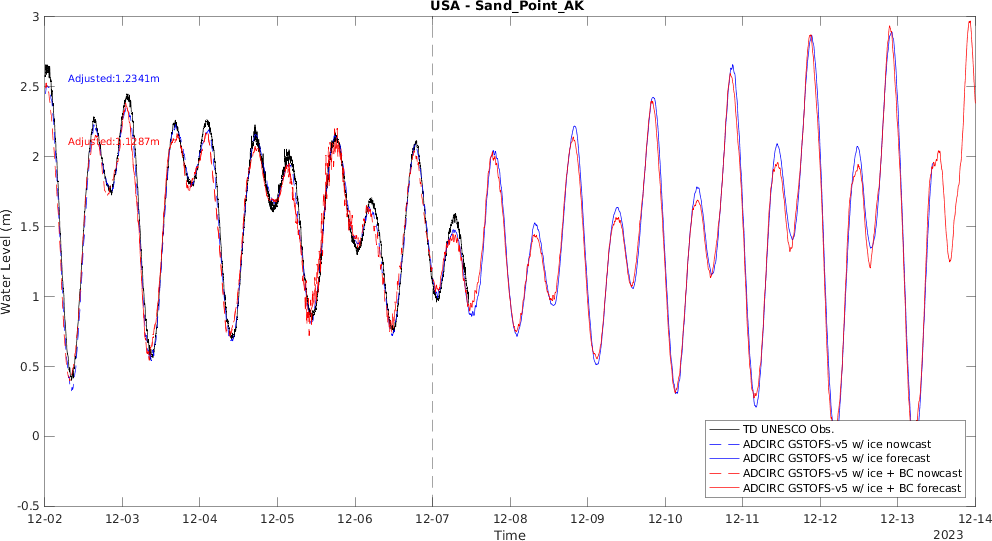 USA - Sand_Point_AK
3
2.5
2
1.5
1
0.5
0
-0.5
Water Level (m)
Adjusted:1.2341m
Adjusted:1.1287m
TD UNESCO Obs.
ADCIRC GSTOFS-v5 w/ ice nowcast
ADCIRC GSTOFS-v5 w/ ice forecast
ADCIRC GSTOFS-v5 w/ ice + BC nowcast
ADCIRC GSTOFS-v5 w/ ice + BC forecast
12-02 12-03 12-04 12-05 12-06 12-07 12-08 12-09 12-10 12-11 12-12 12-13 12-14
Time
2023